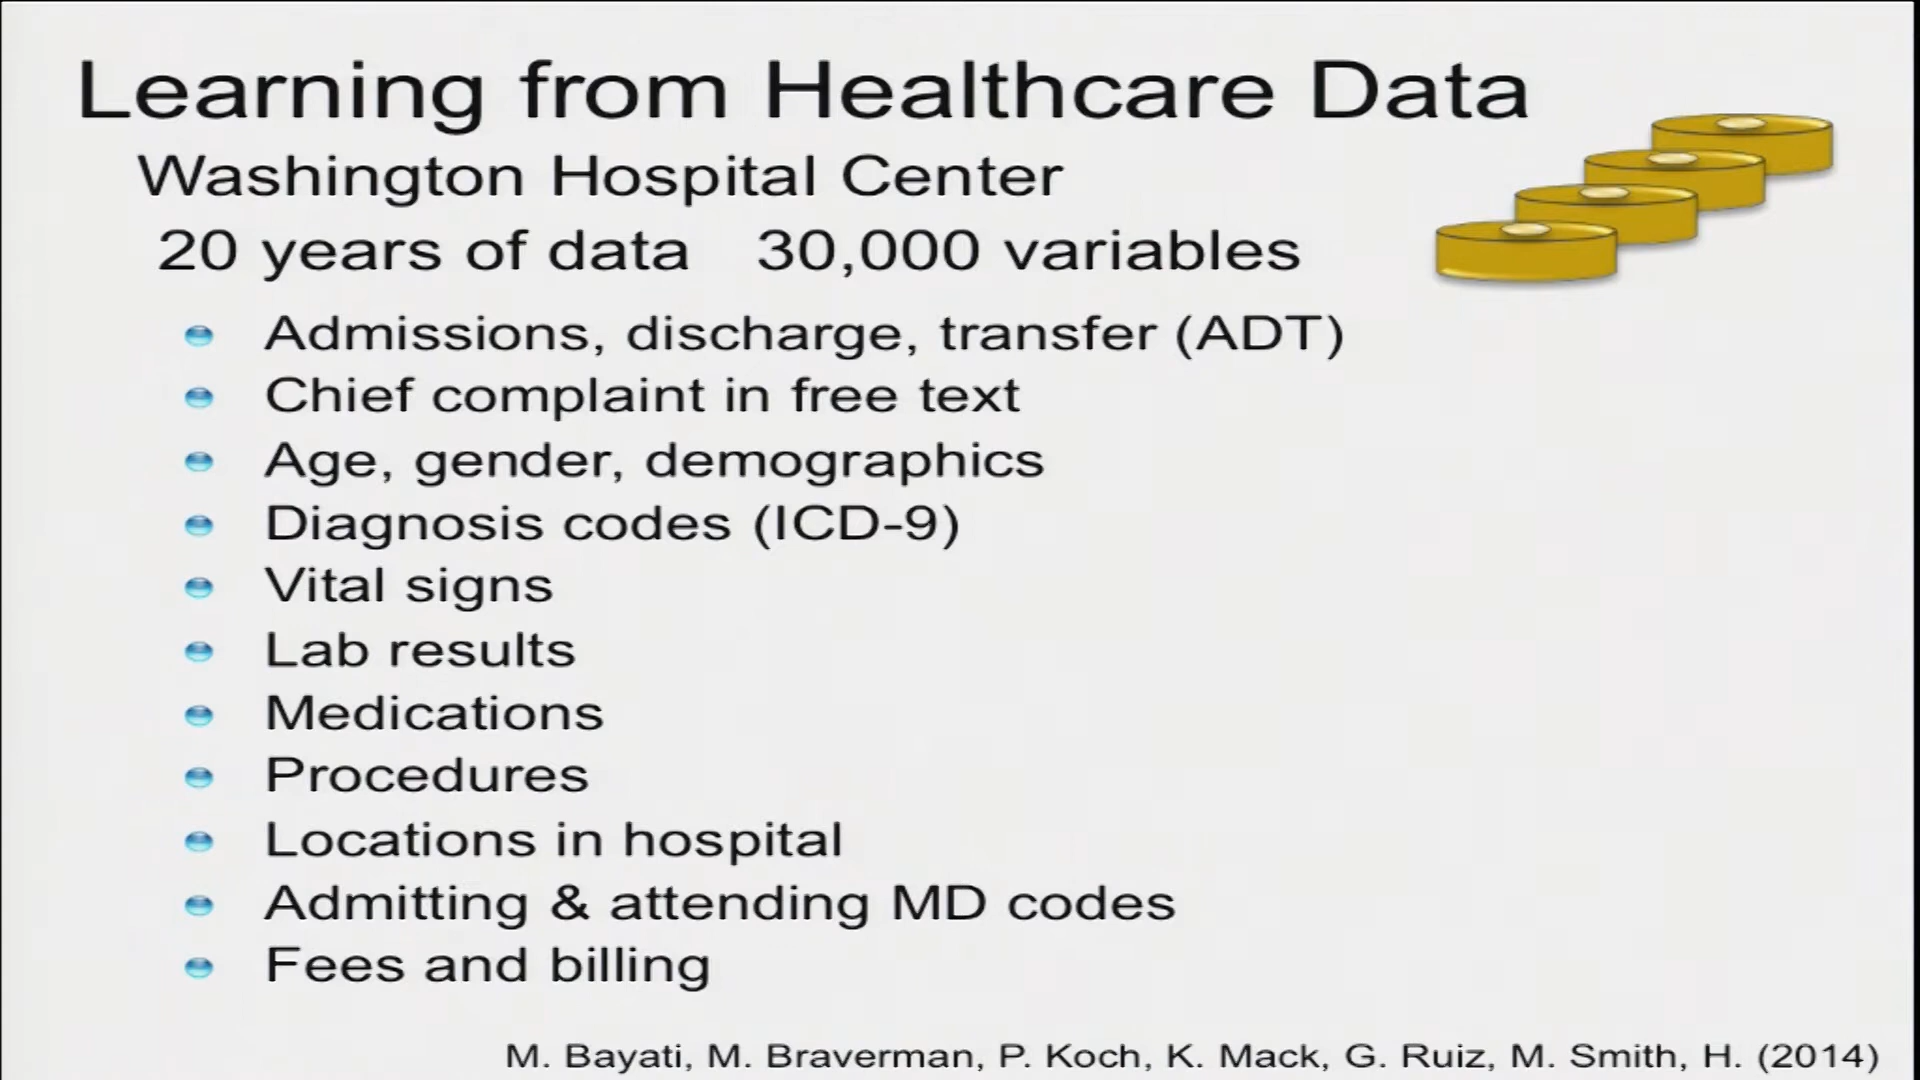 Learning from Healthcare Data
Washington Hospital Center
20 years of data 30,000 variables
Admissions, discharge, transfer (ADT)
Chief complaint in free text
Age, gender, demographics
Diagnosis codes (ICD-9)
Vital signs
Lab results
Medications
Procedures
Locations in hospital
Admitting & attending MD codes
Fees and billing
M. Bayati, M. Braverman, P. Koch, K. Mack, G. Ruiz, M. Smith, H. (2014)